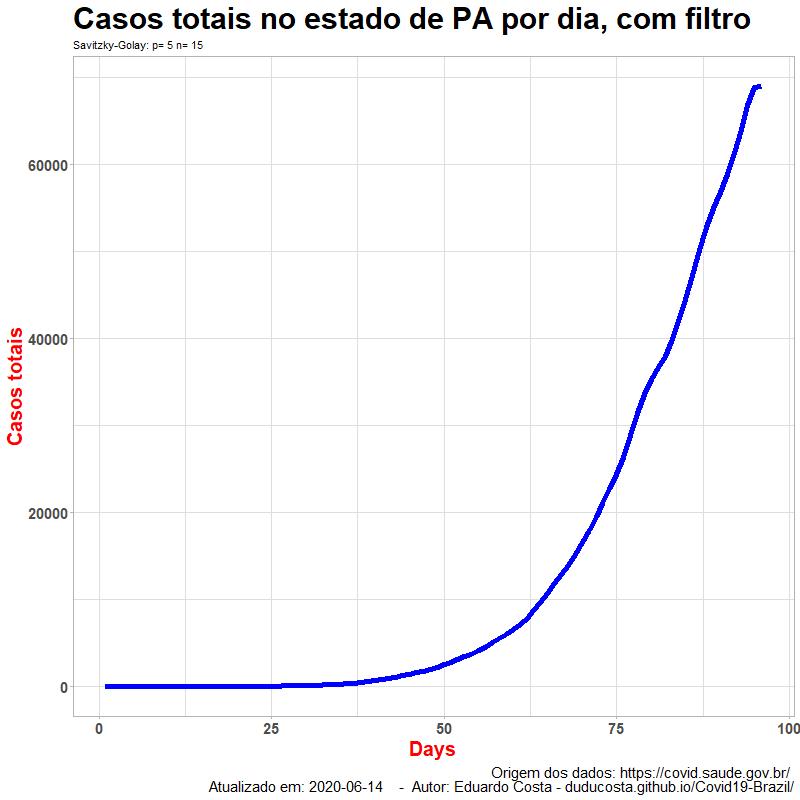 Casos totais no estado de PA por dia, com filtro
Savitzky-Golay: p= 5 n= 15
60000
40000
20000
0
Casos totais
0 25 50 75 100
Days
Origem dos dados: https://covid.saude.gov.br/
Atualizado em: 2020-06-14 - Autor: Eduardo Costa - duducosta.github.io/Covid19-Brazil/